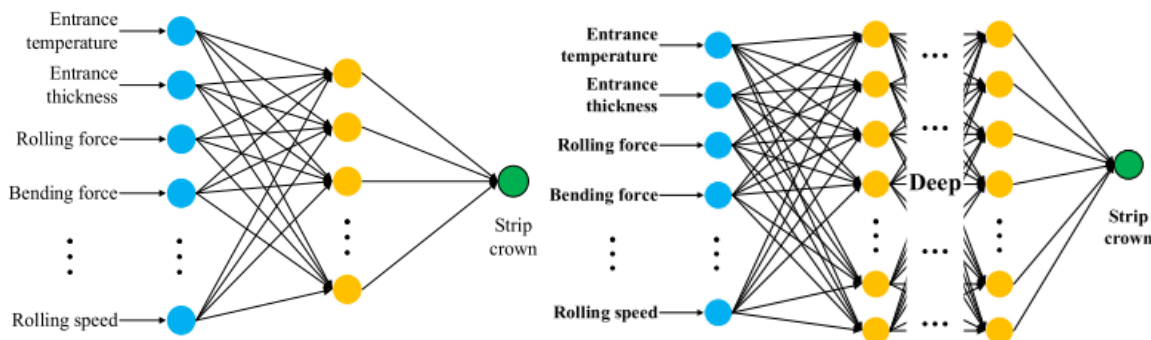 Entrance
temperature
Entrance
thickness
Rolling force
Bending force
Rolling speed
Strip
crown
Entrance
temperature
Entrance
thickness
Rolling force
Bending force
Rolling speed
Deep
Strip
crown